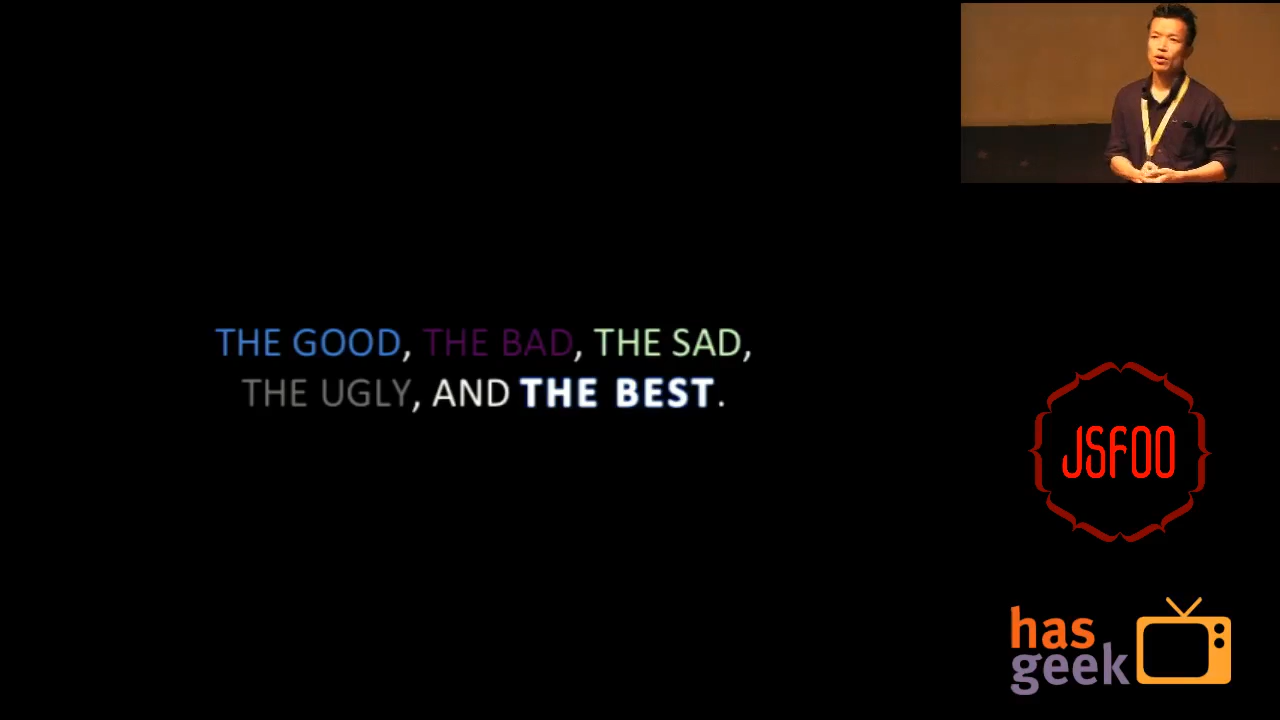 THE GOOD, THE BAD, THE SAD,
THE UGLY, AND THE BEST.
JSFOO
has
geek